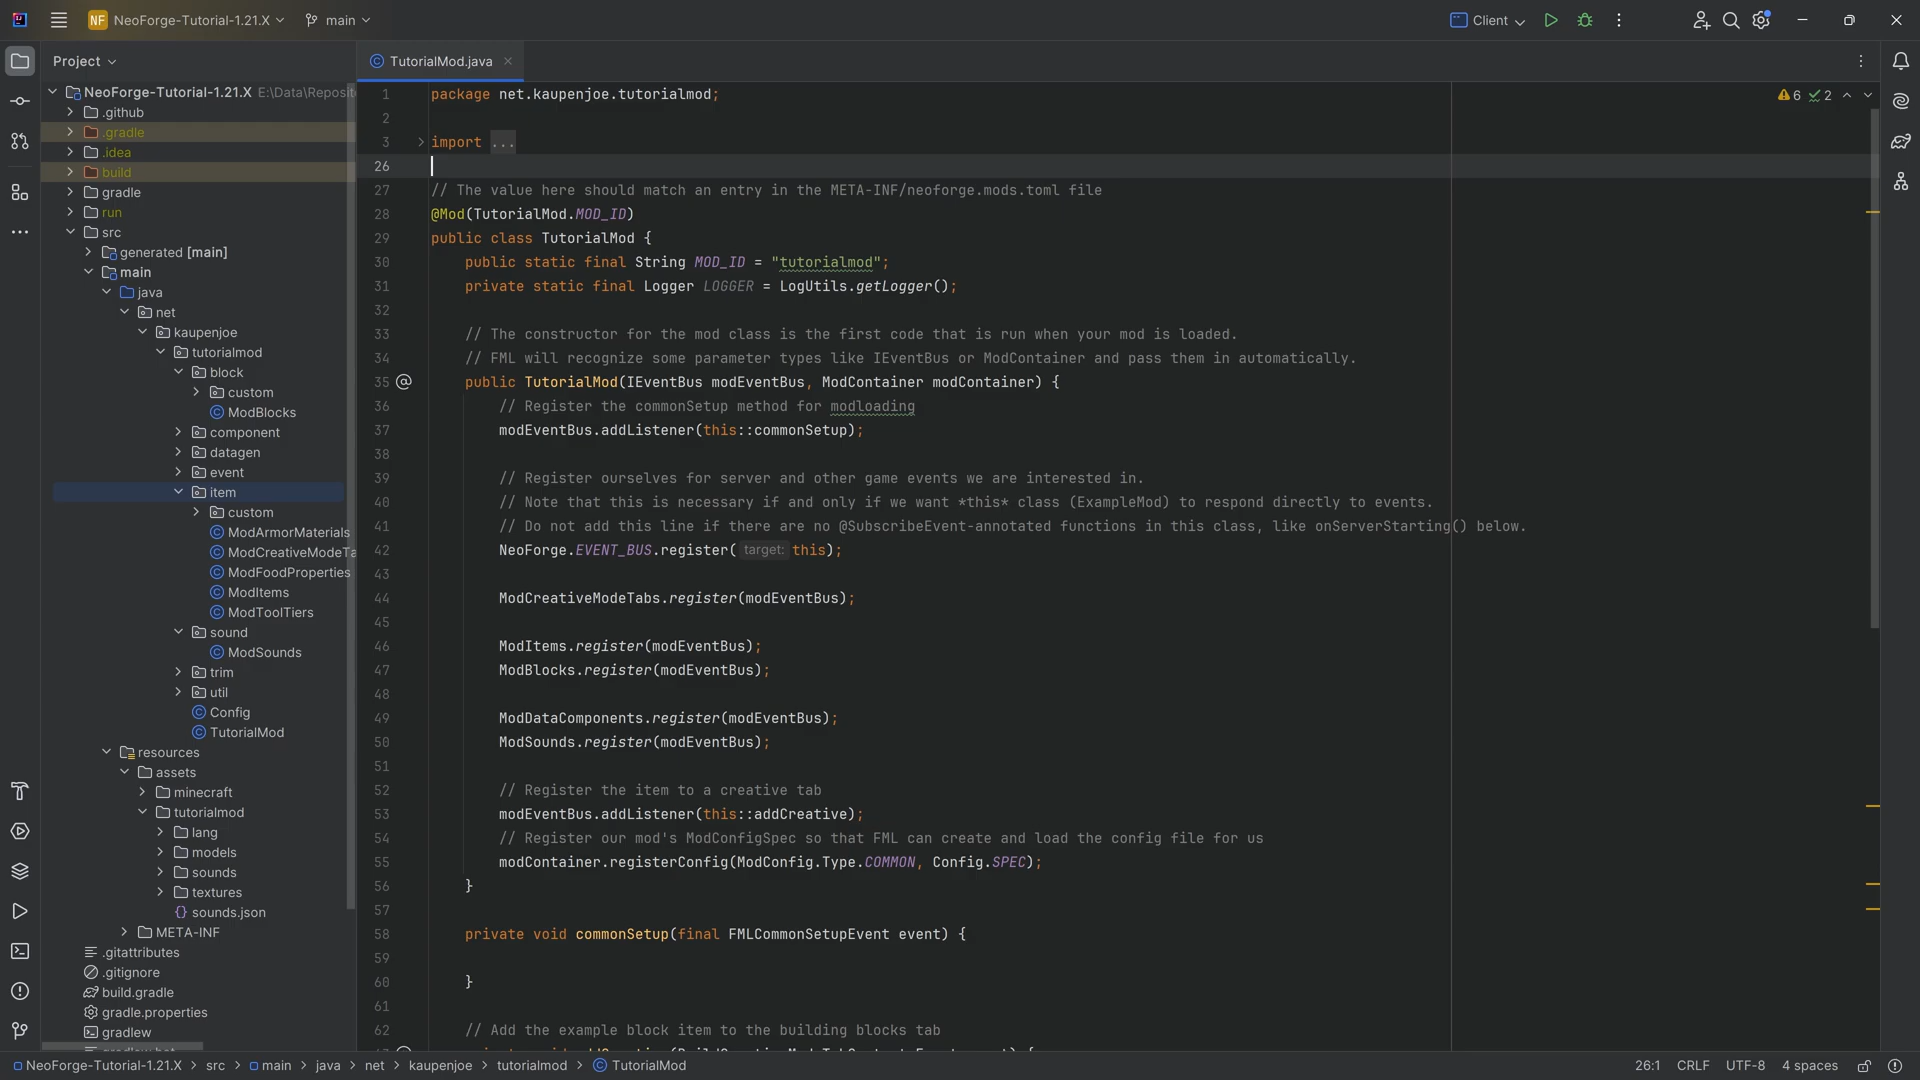 NF NeoForge-Tutorial-1.21.X main Client
Project
TutorialMod.java
NeoForge-Tutorial-1.21.X E:\Data\Reposit
.github
.gradle
.idea
build
gradle
run
src
generated [main]
main
java
net
kaupenjoe
tutorialmod
block
custom
ModBlocks
component
datagen
event
item
custom
ModArmorMaterials
ModCreativeModeTa
ModFoodProperties
ModItems
ModToolTiers
sound
ModSounds
trim
util
Config
TutorialMod
resources
assets
minecraft
tutorialmod
lang
models
sounds
textures
sounds.json
META-INF
.gitattributes
.gitignore
build.gradle
gradle.properties
gradlew
6 2
1 package net.kaupenjoe.tutorialmod;
2
3 import ...
26
27 // The value here should match an entry in the META-INF/neoforge.mods.toml file
28 @Mod(TutorialMod.MOD_ID)
29 public class TutorialMod {
30 public static final String MOD_ID = "tutorialmod";
31 private static final Logger LOGGER = LogUtils.getLogger();
32
33 // The constructor for the mod class is the first code that is run when your mod is loaded.
34 // FML will recognize some parameter types like IEventBus or ModContainer and pass them in automatically.
35 public TutorialMod(IEventBus modEventBus, ModContainer modContainer) {
36 // Register the commonSetup method for modloading
37 modEventBus.addListener(this::commonSetup);
38
39 // Register ourselves for server and other game events we are interested in.
40 // Note that this is necessary if and only if we want *this* class (ExampleMod) to respond directly to events.
41 // Do not add this line if there are no @SubscribeEvent-annotated functions in this class, like onServerStarting() below.
42 NeoForge.EVENT_BUS.register( target: this);
43
44 ModCreativeModeTabs.register(modEventBus);
45
46 ModItems.register(modEventBus);
47 ModBlocks.register(modEventBus);
48
49 ModDataComponents.register(modEventBus);
50 ModSounds.register(modEventBus);
51
52 // Register the item to a creative tab
53 modEventBus.addListener(this::addCreative);
54 // Register our mod's ModConfigSpec so that FML can create and load the config file for us
55 modContainer.registerConfig(ModConfig.Type.COMMON, Config.SPEC);
56 }
57
58 private void commonSetup(final FMLCommonSetupEvent event) {
59
60 }
61
62 // Add the example block item to the building blocks tab
NeoForge-Tutorial-1.21.X > src > main > java > net > kaupenjoe > tutorialmod > TutorialMod
26:1 CRLF UTF-8 4 spaces